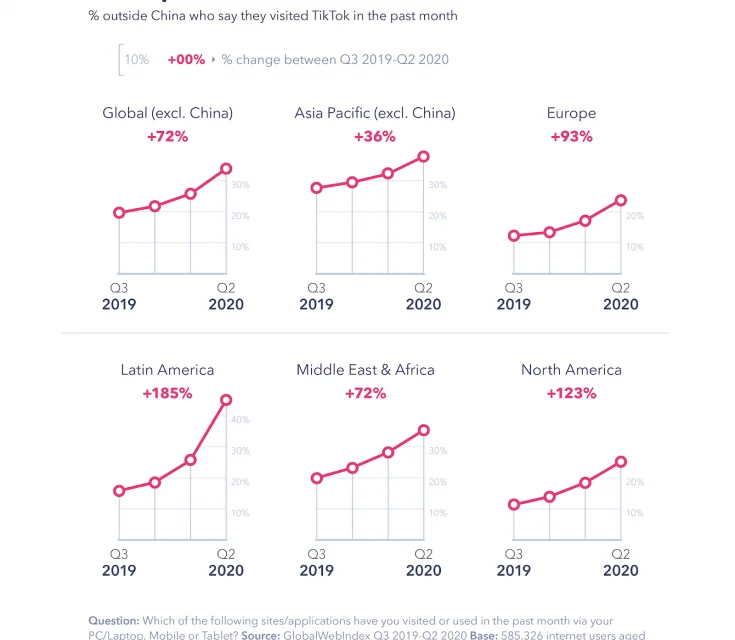 % outside China who say they visited TikTok in the past month
10% +00% ‣ % change between Q3 2019-Q2 2020
Global (excl. China) Asia Pacific (excl. China) Europe
+72% +36% +93%
30% 30%
20% 20% 20%
10% 10% 10%
Q3 Q2 Q3 Q2 Q3 Q2
2019 2020 2019 2020 2019 2020
Latin America Middle East & Africa North America
+185% +72% +123%
40%
30% 30%
20% 20% 20%
10% 10% 10%
Q3 Q2 Q3 Q2 Q3 Q2
2019 2020 2019 2020 2019 2020
Question: Which of the following sites/applications have you visited or used in the past month via your
PC/Laptop, Mobile or Tablet? Source: GlobalWebIndex Q3 2019-Q2 2020 Base: 585,326 internet users aged